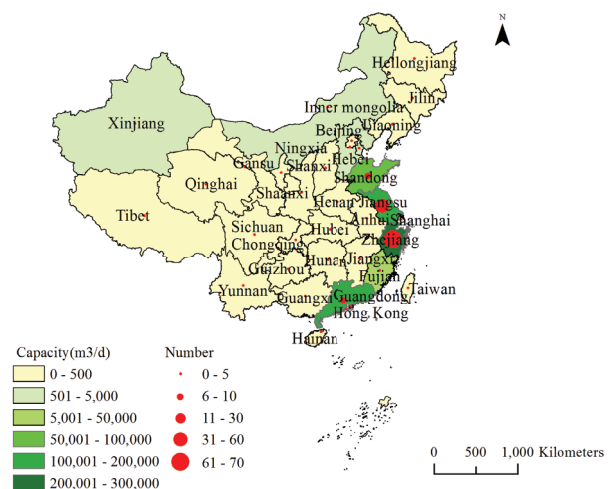 N
Hellongjiang
Jilin
Inner mongolia
Liaoning
Xinjiang
Beijing
Ningxia
Gansu
Shanxi
Hebei
Shandong
Qinghai
Shaanxi
Henan
Jiangsu
Tibet
Anhui
Shanghai
Sichuan
Hubei
Zhejiang
Chongqing
Hunan
Jiangxi
Guizhou
Fujian
Yunnan
Guangxi
Guangdong
Taiwan
Hong Kong
Hainan
Capacity(m3/d)
0 - 500
501 - 5,000
5,001 - 50,000
50,001 - 100,000
100,001 - 200,000
200,001 - 300,000
Number
0 - 5
6 - 10
11 - 30
31 - 60
61 - 70
0 500 1,000 Kilometers